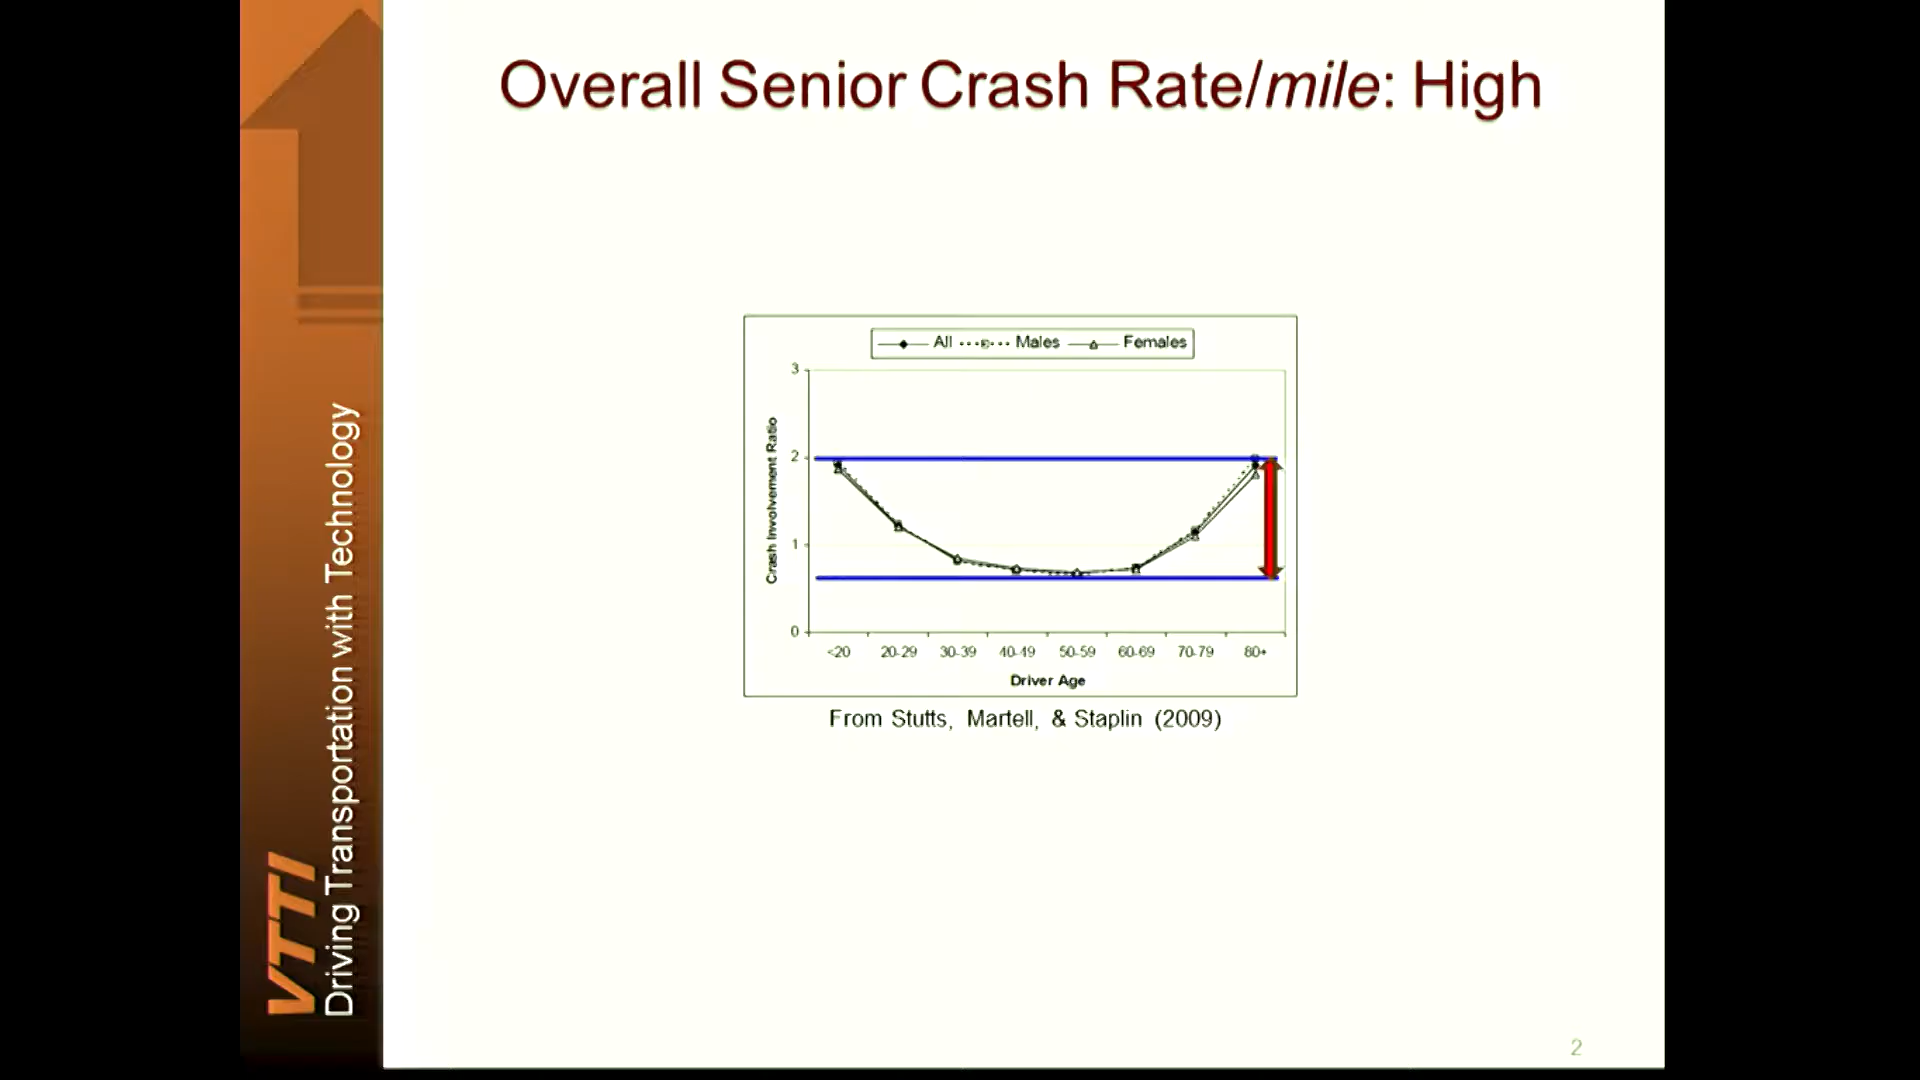 Overall Senior Crash Rate/mile: High
All Males Females
Crash Involvement Ratio
3
2
1
0
<20 20-29 30-39 40-49 50-59 60-69 70-79 80+
Driver Age
From Stutts, Martell, & Staplin (2009)
VTTI
Driving Transportation with Technology
2